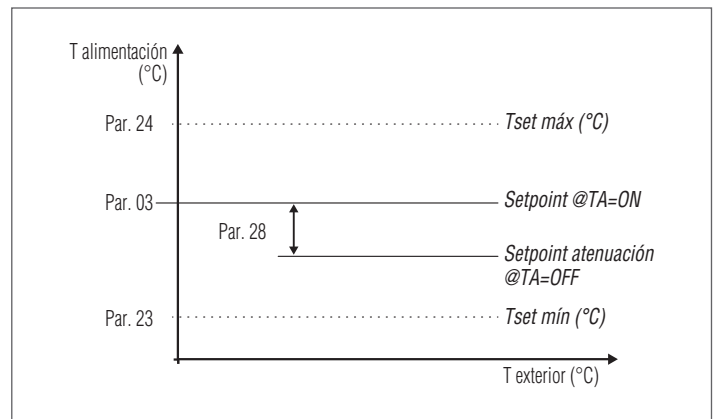 T alimentación
(°C)
Par. 24
Tset máx (°C)
Par. 03
Setpoint @TA=ON
Par. 28
Setpoint atenuación
@TA=OFF
Par. 23
Tset mín (°C)
T exterior (°C)